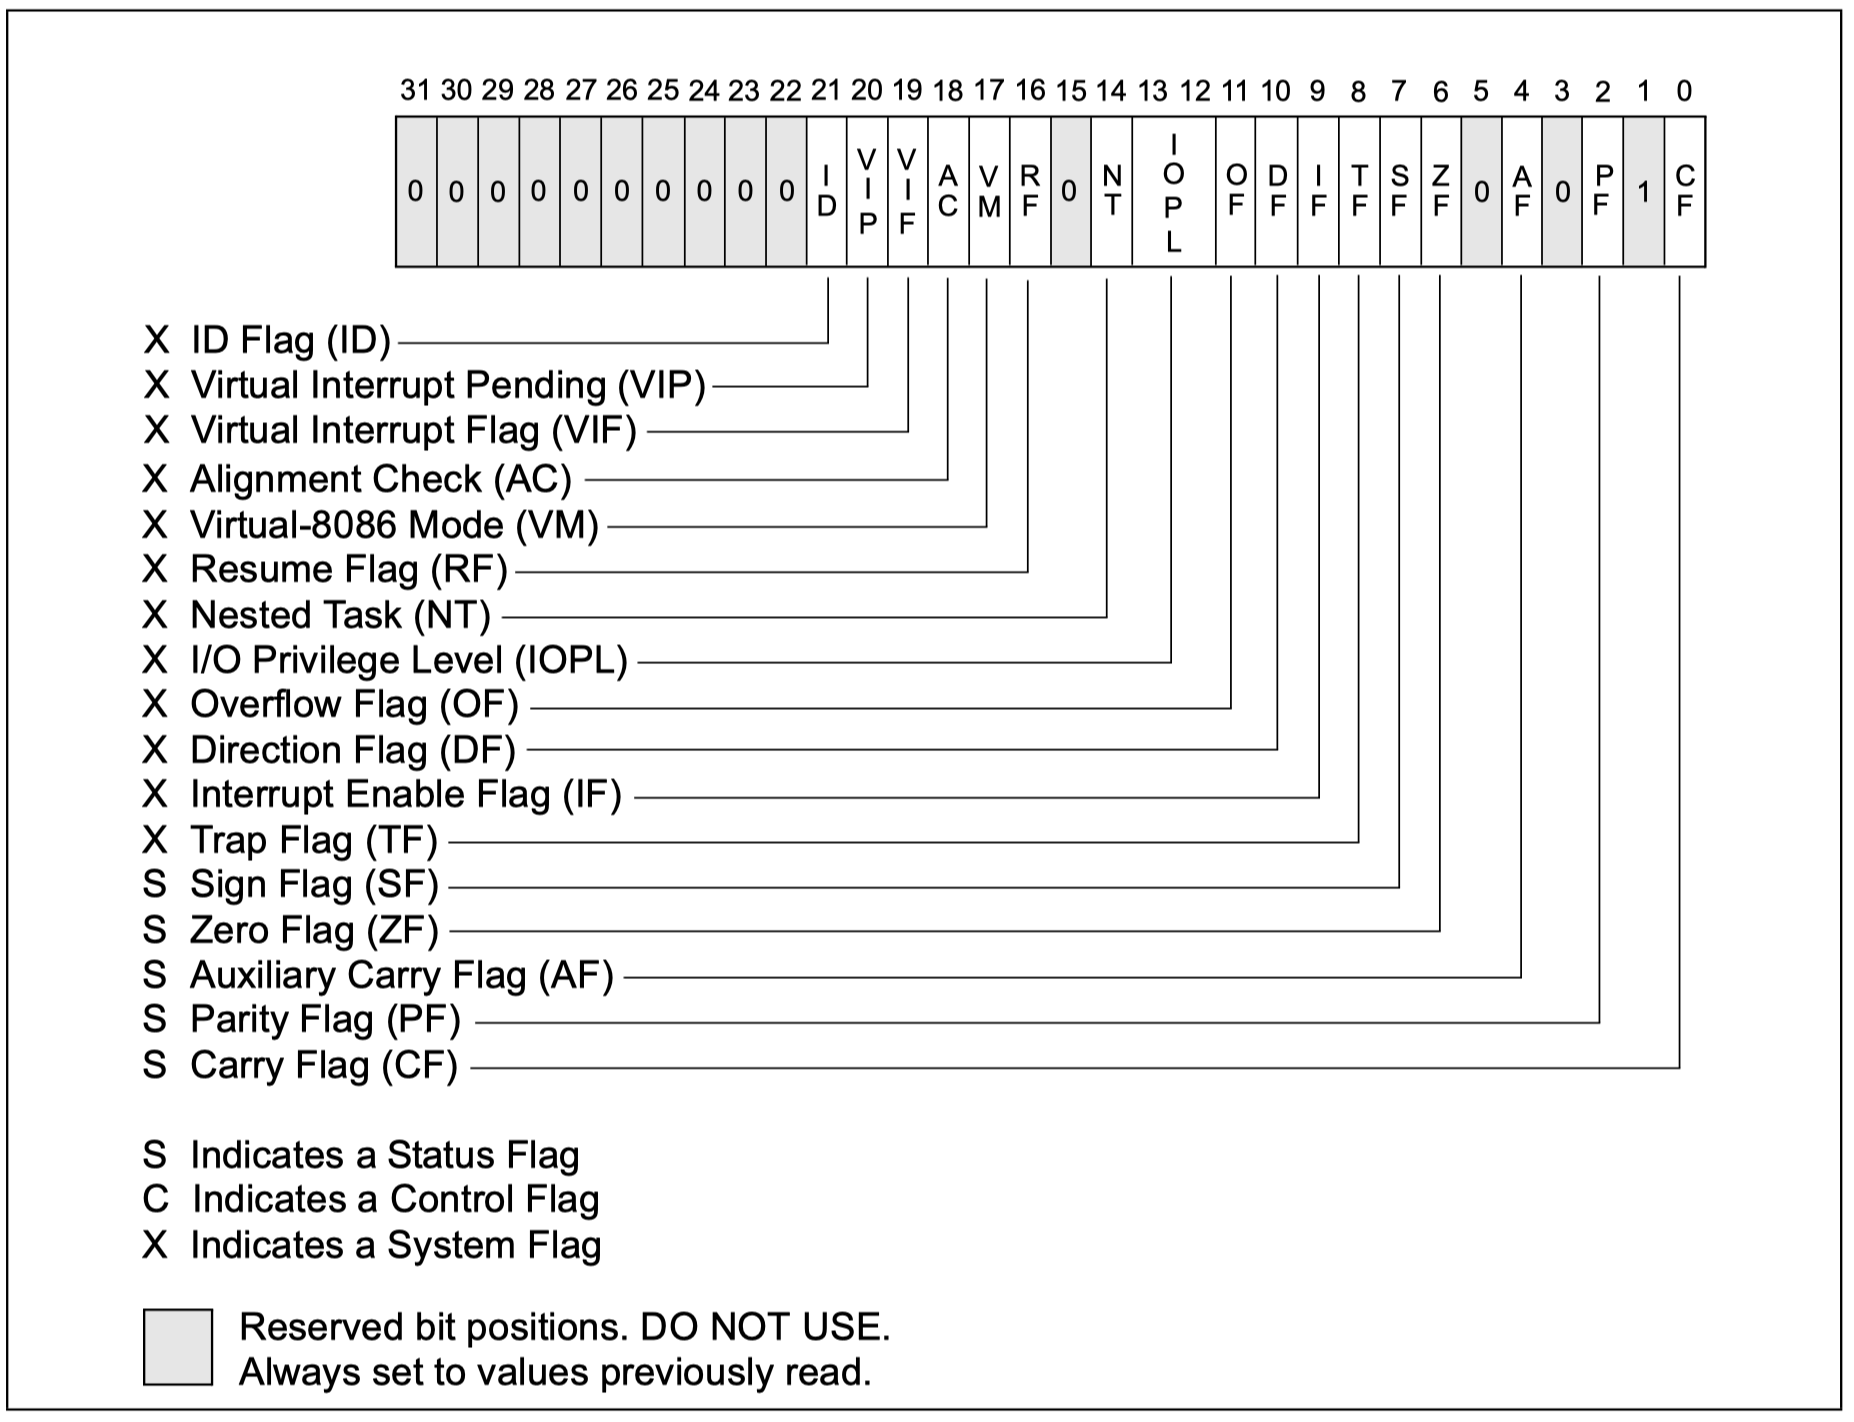 31 30 29 28 27 26 25 24 23 22 21 20 19 18 17 16 15 14 13 12 11 10 9 8 7 6 5 4 3 2 1 0
0 0 0 0 0 0 0 0 0 0 ID VIP VIF AC VM RF 0 NT IOPL OF DF IF TF SF ZF 0 AF 0 PF 1 CF
X ID Flag (ID)
X Virtual Interrupt Pending (VIP)
X Virtual Interrupt Flag (VIF)
X Alignment Check (AC)
X Virtual-8086 Mode (VM)
X Resume Flag (RF)
X Nested Task (NT)
X I/O Privilege Level (IOPL)
X Overflow Flag (OF)
X Direction Flag (DF)
X Interrupt Enable Flag (IF)
X Trap Flag (TF)
S Sign Flag (SF)
S Zero Flag (ZF)
S Auxiliary Carry Flag (AF)
S Parity Flag (PF)
S Carry Flag (CF)
S Indicates a Status Flag
C Indicates a Control Flag
X Indicates a System Flag
Reserved bit positions. DO NOT USE.
Always set to values previously read.